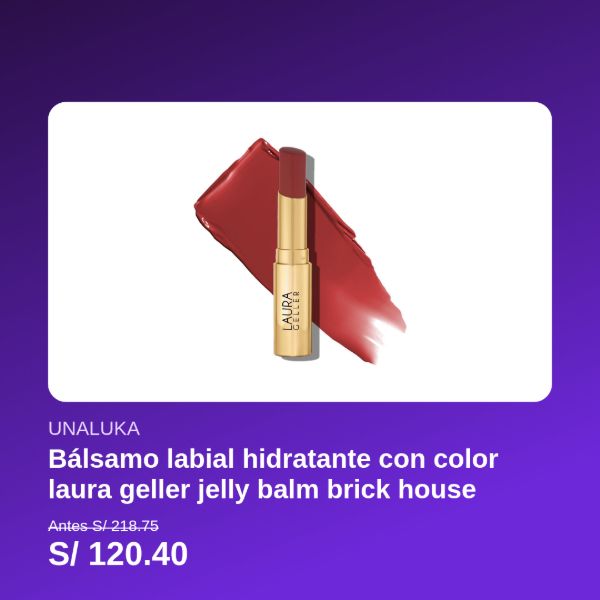 LAURA
GELLER
UNALUKA
Bálsamo labial hidratante con color
laura geller jelly balm brick house
Antes S/ 218.75
S/ 120.40